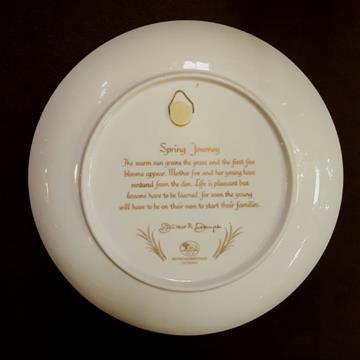 Spring Journey
The warm sun greens the grass and the first few
blooms appear. Mother fox and her young have
ventured from the den. Life is pleasant but
lessons have to be learned, for soon the young
will have to be on their own to start their families.